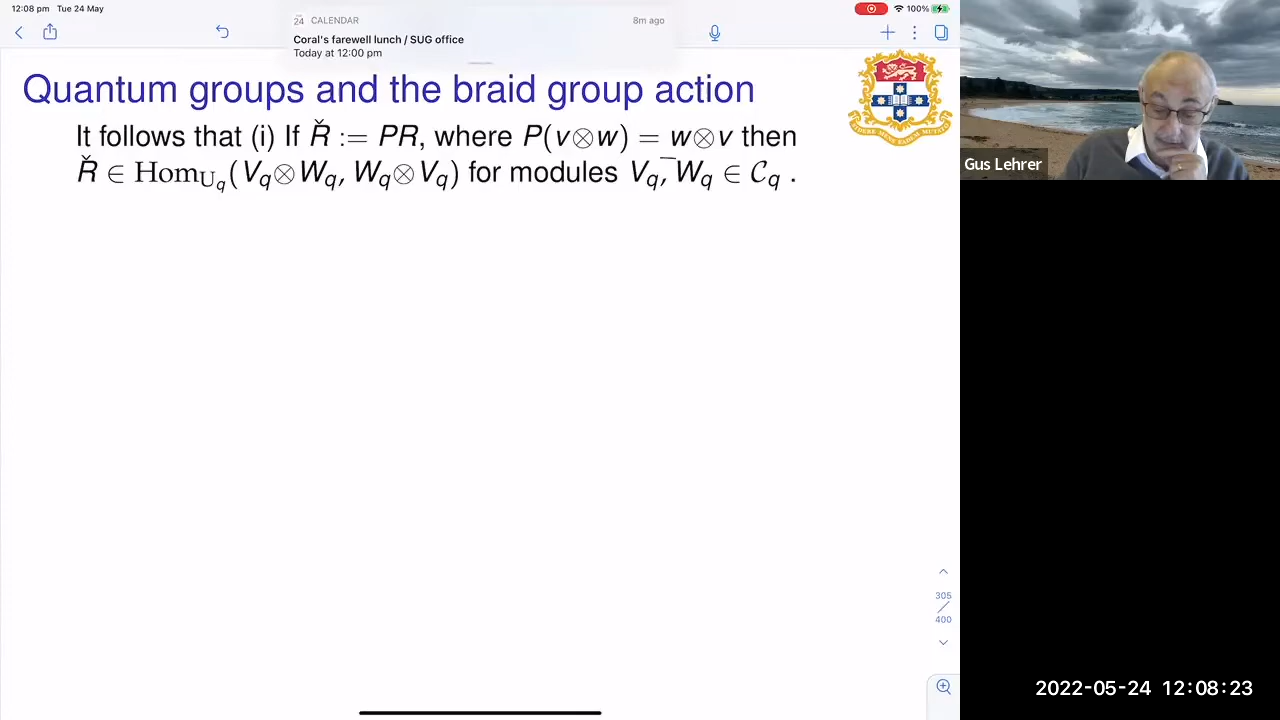 12:08 pm Tue 24 May
100%
24 CALENDAR 8m ago
Coral's farewell lunch / SUG office
Today at 12:00 pm
Quantum groups and the braid group action
It follows that (i) If Ř := PR, where P(v⊗w) = w⊗v then
Ř ∈ Hom_{U_q}(V_q⊗W_q, W_q⊗V_q) for modules V_q, W_q ∈ 𝒞_q .
Gus Lehrer
305
/
400
2022-05-24 12:08:23